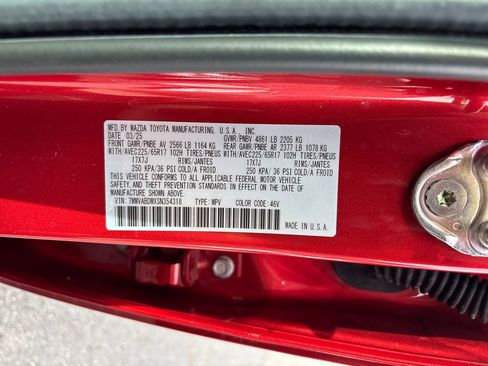 MFD.BY MAZDA TOYOTA MANUFACTURING, U.S.A., INC.
DATE: 03/25 GVWR/PNBV 4861 LB 2205 KG
FRONT GAWR/PNBE AV 2566 LB 1164 KG REAR GAWR/PNBE AR 2377 LB 1078 KG
WITH/AVEC225/65R17 102H TIRES/PNEUS WITH/AVEC225/65R17 102H TIRES/PNEUS
17X7J RIMS/JANTES 17X7J RIMS/JANTES
250 KPA/36 PSI COLD/A FROID 250 KPA/36 PSI COLD/A FROID
THIS VEHICLE CONFORMS TO ALL APPLICABLE FEDERAL MOTOR VEHICLE
SAFETY AND THEFT PREVENTION STANDARDS IN EFFECT ON THE DATE OF
MANUFACTURE SHOWN ABOVE.
VIN: 7MMVABDMXSN354318 TYPE: MPV COLOR CODE: 46V
MADE IN U.S.A.